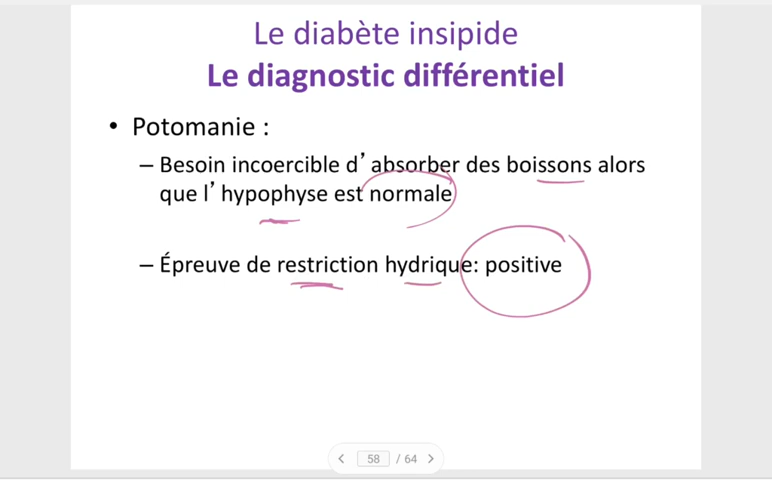 Le diabète insipide
Le diagnostic différentiel
• Potomanie :
– Besoin incoercible d’absorber des boissons alors
que l’hypophyse est normale
– Épreuve de restriction hydrique: positive
< 58 / 64 >